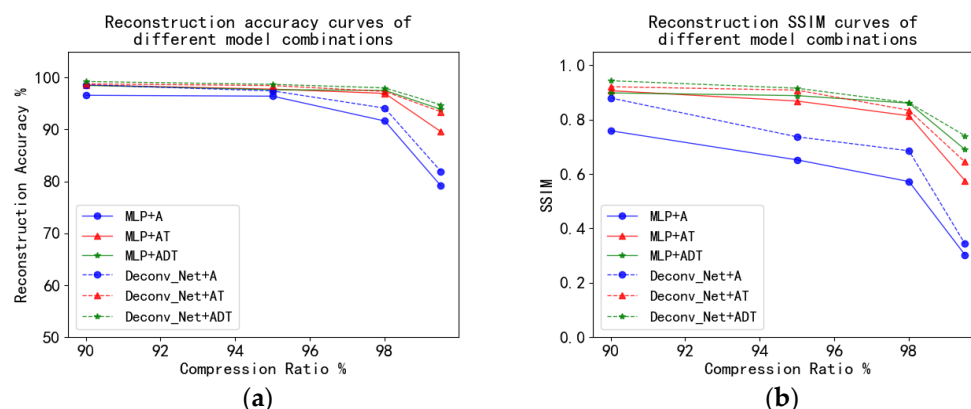 Reconstruction accuracy curves of
different model combinations
Reconstruction Accuracy %
100
90
80
70
60
50
MLP+A
MLP+AT
MLP+ADT
Deconv_Net+A
Deconv_Net+AT
Deconv_Net+ADT
90 92 94 96 98
Compression Ratio %
(a)
Reconstruction SSIM curves of
different model combinations
SSIM
1.0
0.8
0.6
0.4
0.2
0.0
MLP+A
MLP+AT
MLP+ADT
Deconv_Net+A
Deconv_Net+AT
Deconv_Net+ADT
90 92 94 96 98
Compression Ratio %
(b)